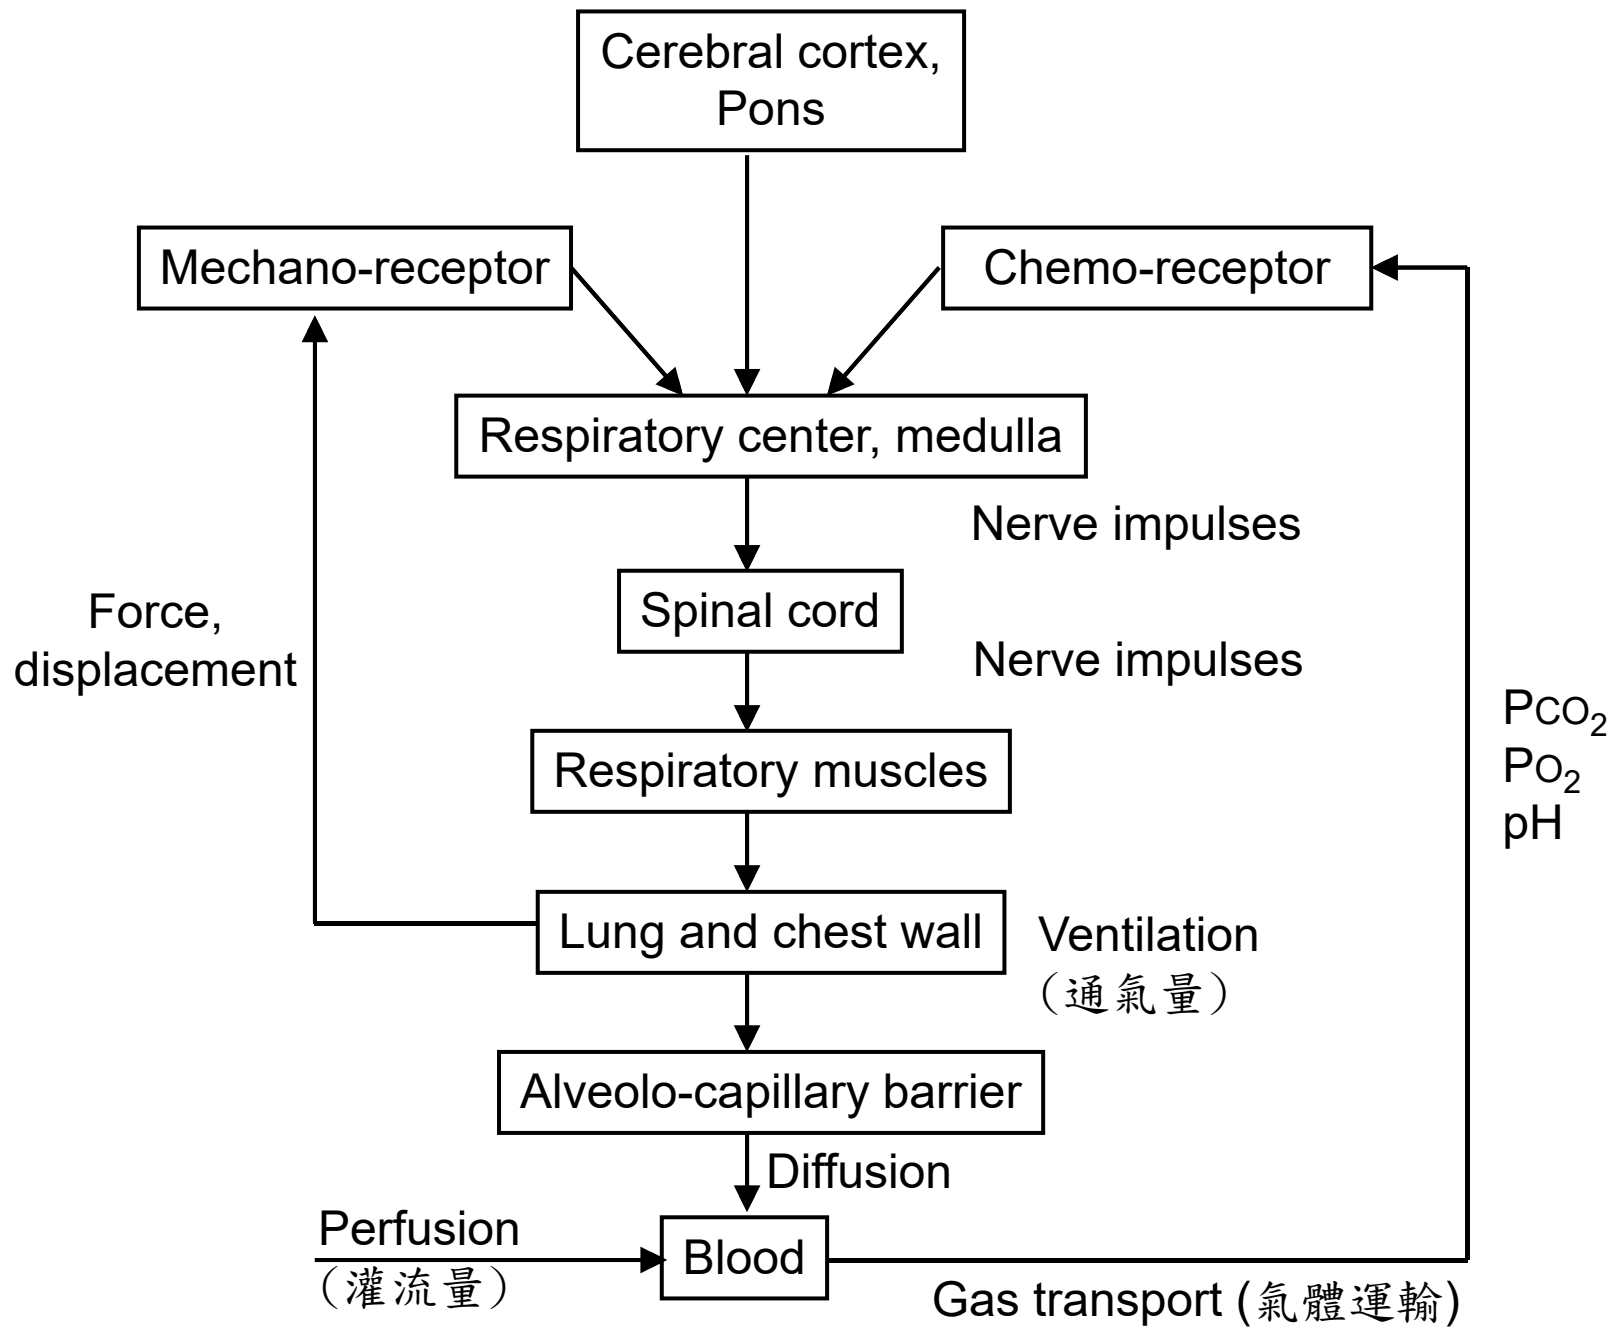 Cerebral cortex,
Pons
Mechano-receptor
Chemo-receptor
Respiratory center, medulla
Nerve impulses
Spinal cord
Force,
displacement
Nerve impulses
PCO₂
PO₂
pH
Respiratory muscles
Lung and chest wall
Ventilation
(通氣量)
Alveolo-capillary barrier
Diffusion
Perfusion
(灌流量)
Blood
Gas transport (氣體運輸)